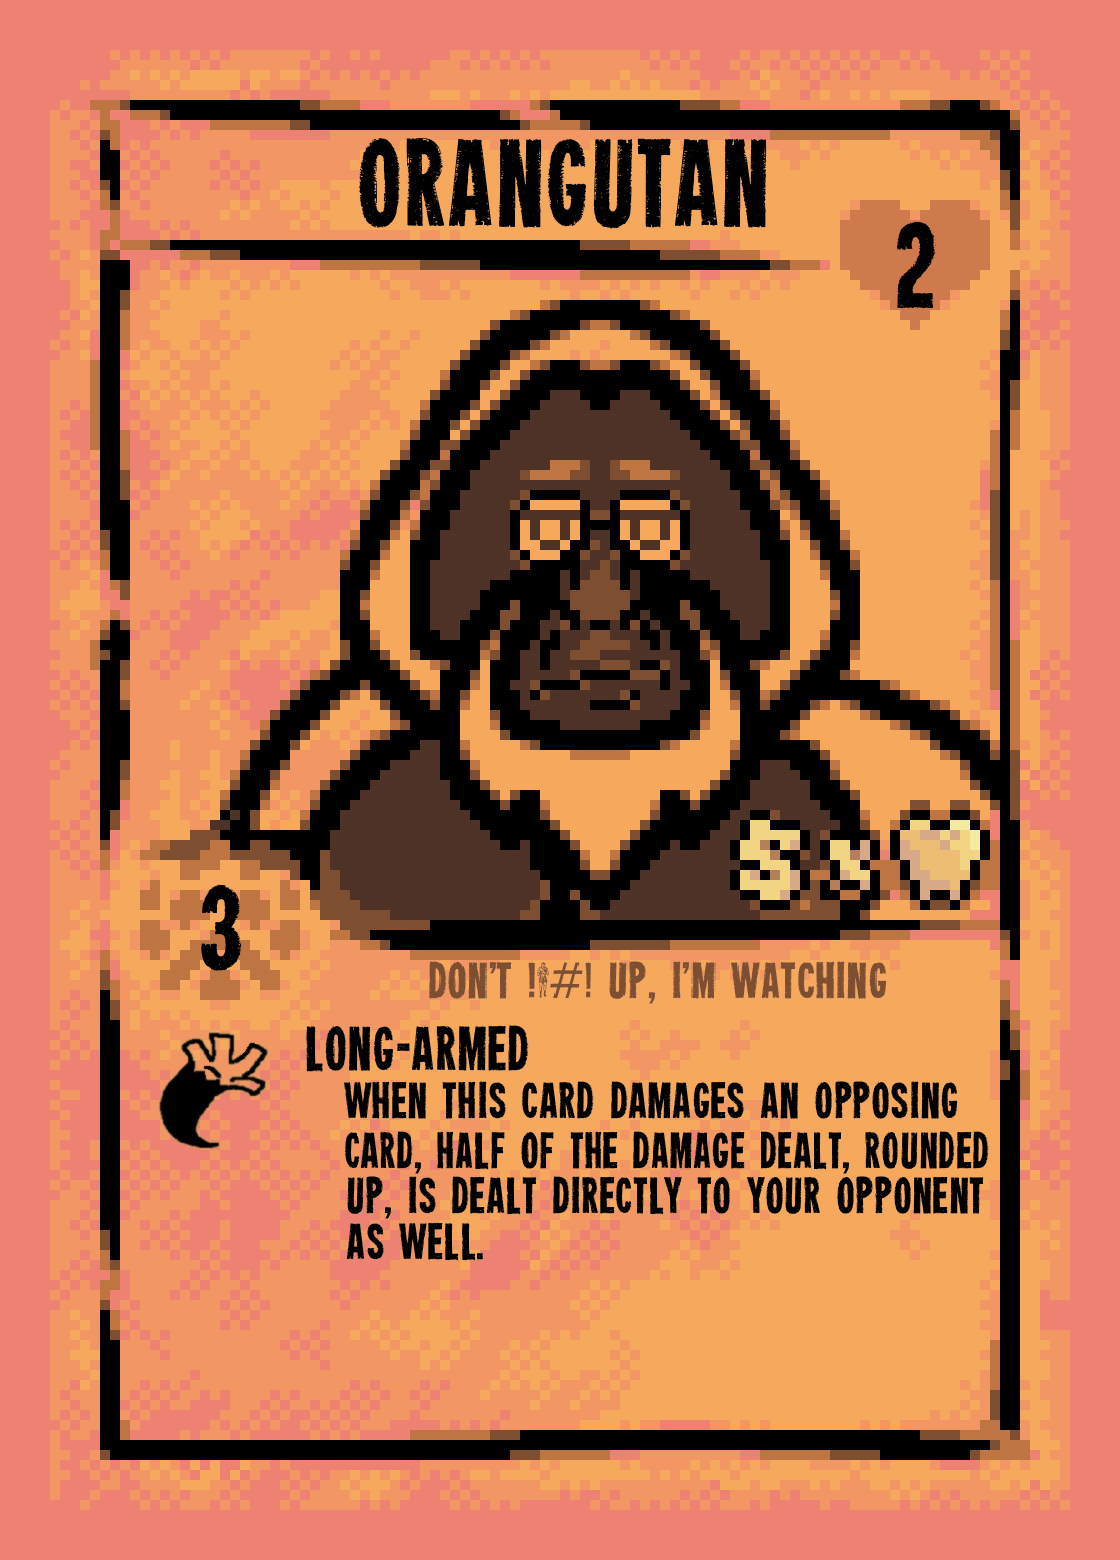 ORANGUTAN
2
3
DON'T !#! UP, I'M WATCHING
LONG-ARMED
WHEN THIS CARD DAMAGES AN OPPOSING
CARD, HALF OF THE DAMAGE DEALT, ROUNDED
UP, IS DEALT DIRECTLY TO YOUR OPPONENT
AS WELL.